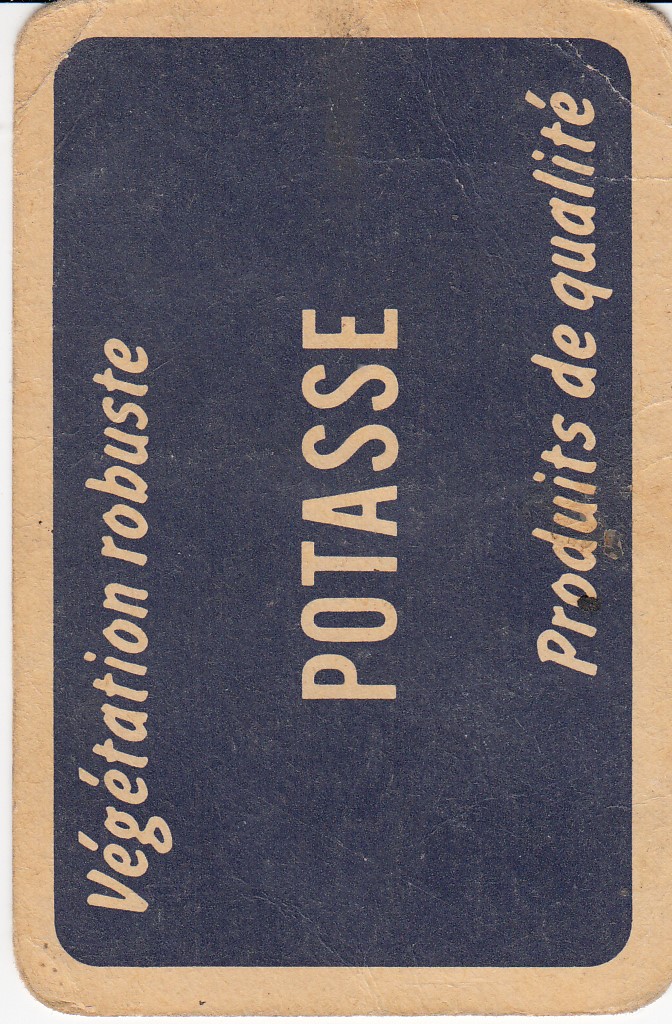 Végétation robuste
POTASSE
Produits de qualité